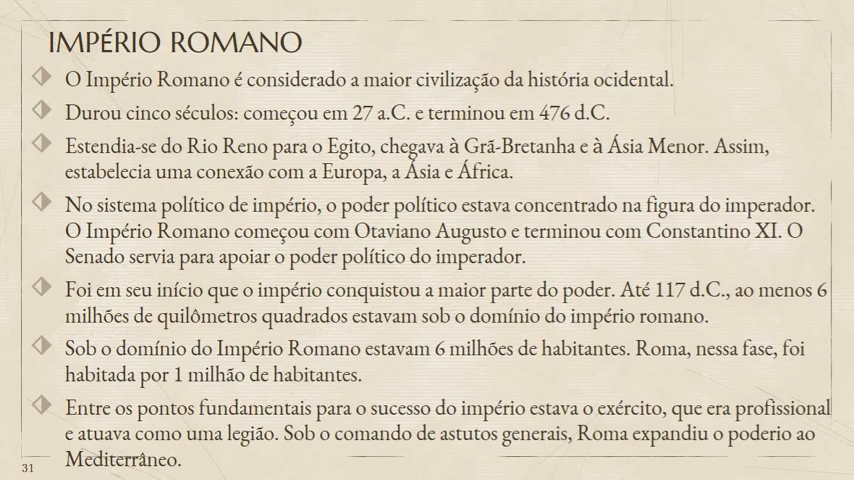 IMPÉRIO ROMANO
O Império Romano é considerado a maior civilização da história ocidental.
Durou cinco séculos: começou em 27 a.C. e terminou em 476 d.C.
Estendia-se do Rio Reno para o Egito, chegava à Grã-Bretanha e à Ásia Menor. Assim,
estabelecia uma conexão com a Europa, a Ásia e África.
No sistema político de império, o poder político estava concentrado na figura do imperador.
O Império Romano começou com Otaviano Augusto e terminou com Constantino XI. O
Senado servia para apoiar o poder político do imperador.
Foi em seu início que o império conquistou a maior parte do poder. Até 117 d.C., ao menos 6
milhões de quilômetros quadrados estavam sob o domínio do império romano.
Sob o domínio do Império Romano estavam 6 milhões de habitantes. Roma, nessa fase, foi
habitada por 1 milhão de habitantes.
Entre os pontos fundamentais para o sucesso do império estava o exército, que era profissional
e atuava como uma legião. Sob o comando de astutos generais, Roma expandiu o poderio ao
Mediterrâneo.
31